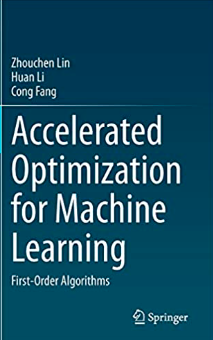 Zhouchen Lin
Huan Li
Cong Fang
Accelerated
Optimization
for Machine
Learning
First-Order Algorithms
Springer